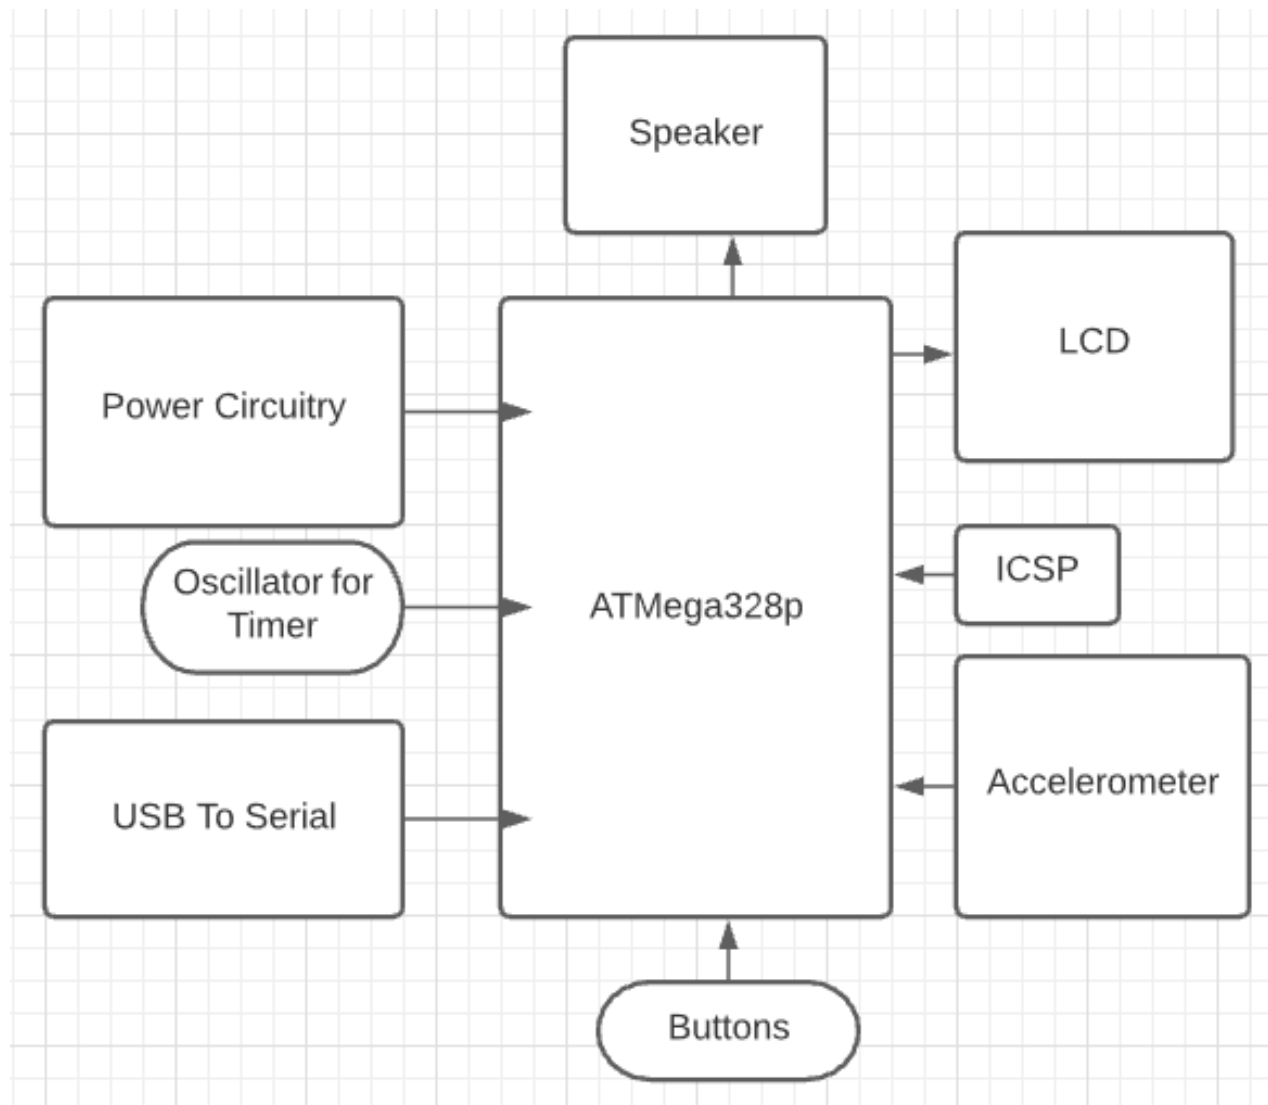 Speaker
LCD
Power Circuitry
Oscillator for
Timer
ATMega328p
ICSP
USB To Serial
Accelerometer
Buttons